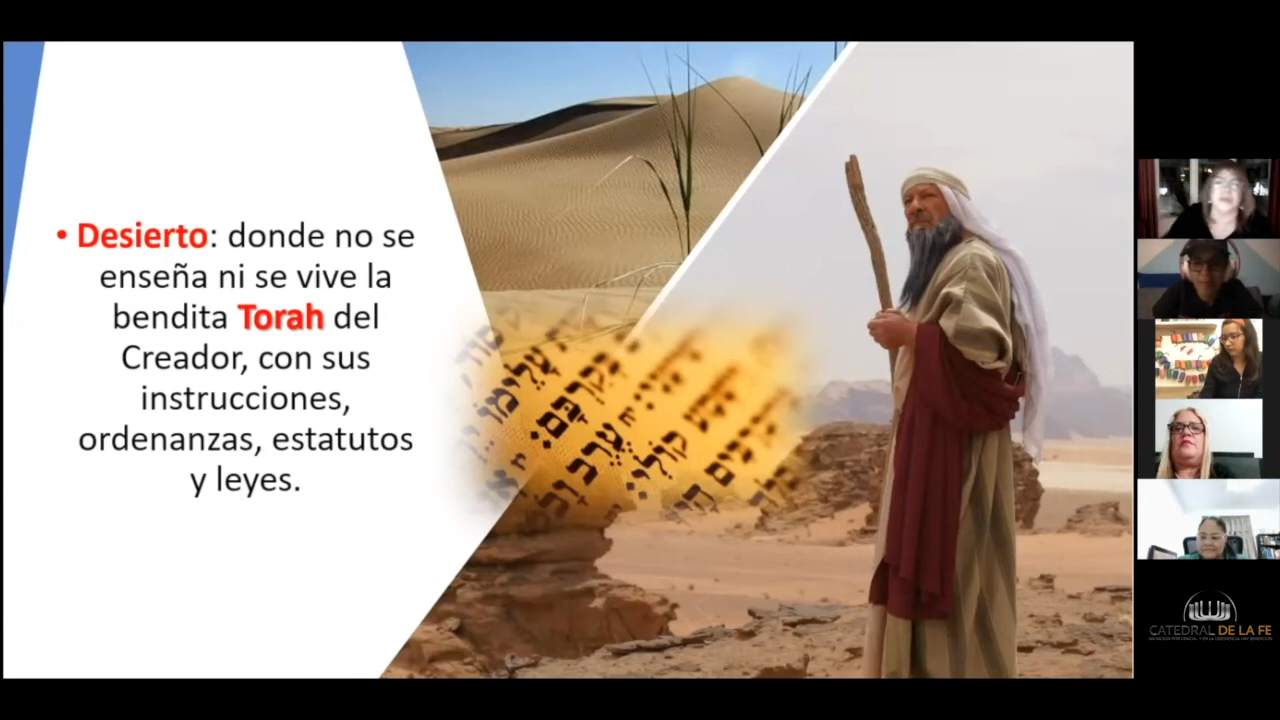 • Desierto: donde no se
enseña ni se vive la
bendita Torah del
Creador, con sus
instrucciones,
ordenanzas, estatutos
y leyes.
CATEDRAL DE LA FE